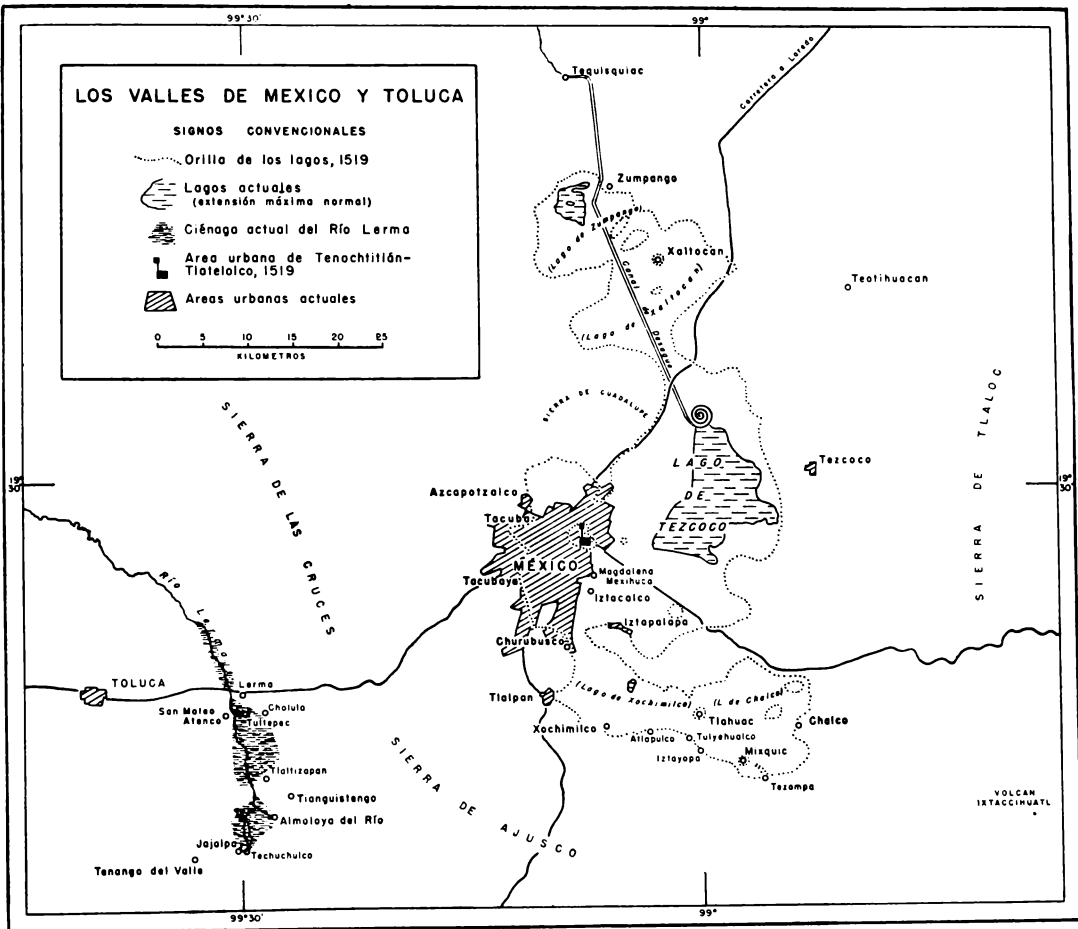 99° 30'
99°
LOS VALLES DE MEXICO Y TOLUCA
SIGNOS CONVENCIONALES
Orilla de los lagos, 1519
Lagos actuales
(extensión máxima normal)
Ciénaga actual del Río Lerma
Area urbana de Tenochtitlán-
Tlatelolco, 1519
Areas urbanas actuales
0 5 10 15 20 25
KILOMETROS
Tequisquiac
Carretera a Laredo
Zumpango
(Lago de Zumpango)
Xaltocan
(Lago de Xaltocan)
Canal de Desague
Teotihuacan
SIERRA DE GUADALUPE
SIERRA DE LAS CRUCES
SIERRA DE TLALOC
LAGO
DE
TEZCOCO
Tezcoco
19°
30'
19°
30'
Azcapotzalco
Tacuba
MÉXICO
Tacubaya
Magdalena
Mexihuca
Iztacalco
Iztapalapa
Churubusco
Río Lerma
TOLUCA
Lerma
San Mateo
Atenco
Cholula
Tultepec
Tlalpan
(Lago de Xochimilco)
(L de Chalco)
Xochimilco
Atlapulco
Tlahuac
Tulyehualco
Chalco
Iztayopa
Mixquic
Tezompa
Tlaltizapan
Tianguistengo
Almoloya del Río
Jajalpa
Techuchulco
Tenango del Valle
SIERRA DE AJUSCO
VOLCAN
IXTACCIHUATL
99° 30'
99°